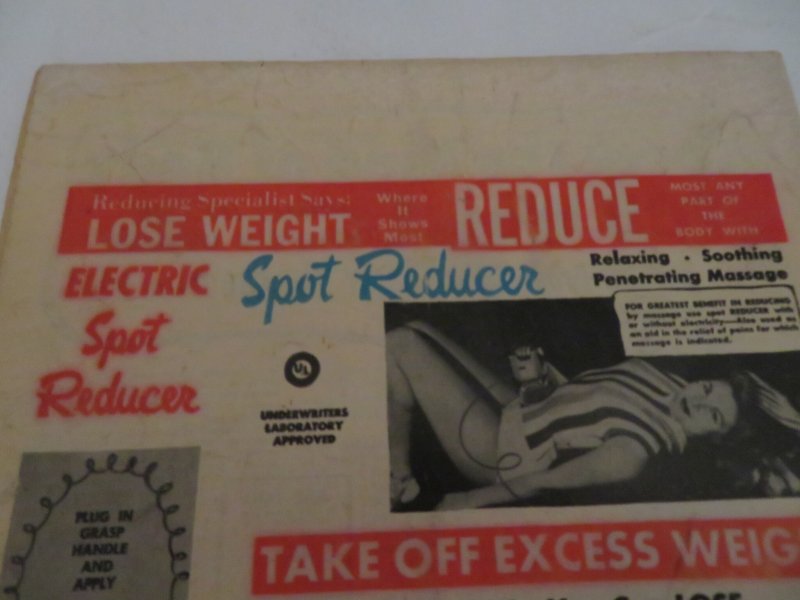 Reducing Specialist Says:
LOSE WEIGHT
Where
It
Shows
Most
REDUCE
MOST ANY
PART OF
THE
BODY WITH
ELECTRIC
Spot
Reducer
Spot Reducer
Relaxing • Soothing
Penetrating Massage
FOR GREATEST BENEFIT IN REDUCING
by massage use spot REDUCER with
or without electricity—Also used as
an aid in the relief of pains for which
massage is indicated.
UL
UNDERWRITERS
LABORATORY
APPROVED
PLUG IN
GRASP
HANDLE
AND
APPLY
TAKE OFF EXCESS WEIG
LOSE